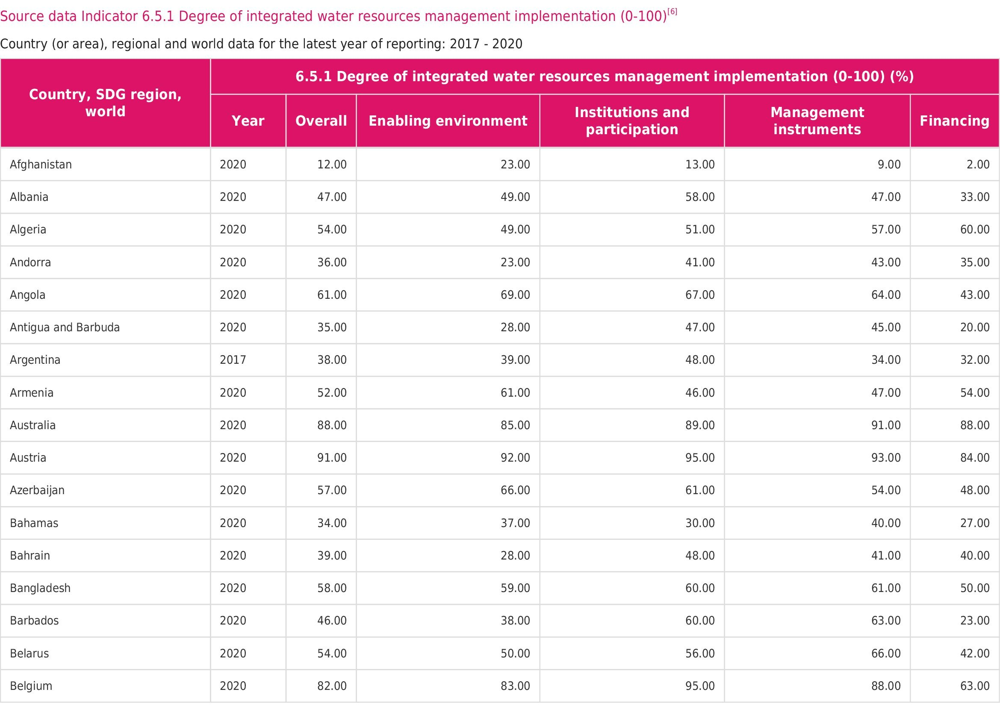 Source data Indicator 6.5.1 Degree of integrated water resources management implementation (0-100)[6]
Country (or area), regional and world data for the latest year of reporting: 2017 - 2020
Country, SDG region, world
6.5.1 Degree of integrated water resources management implementation (0-100) (%)
Year Overall Enabling environment Institutions and participation Management instruments Financing
Afghanistan 2020 12.00 23.00 13.00 9.00 2.00
Albania 2020 47.00 49.00 58.00 47.00 33.00
Algeria 2020 54.00 49.00 51.00 57.00 60.00
Andorra 2020 36.00 23.00 41.00 43.00 35.00
Angola 2020 61.00 69.00 67.00 64.00 43.00
Antigua and Barbuda 2020 35.00 28.00 47.00 45.00 20.00
Argentina 2017 38.00 39.00 48.00 34.00 32.00
Armenia 2020 52.00 61.00 46.00 47.00 54.00
Australia 2020 88.00 85.00 89.00 91.00 88.00
Austria 2020 91.00 92.00 95.00 93.00 84.00
Azerbaijan 2020 57.00 66.00 61.00 54.00 48.00
Bahamas 2020 34.00 37.00 30.00 40.00 27.00
Bahrain 2020 39.00 28.00 48.00 41.00 40.00
Bangladesh 2020 58.00 59.00 60.00 61.00 50.00
Barbados 2020 46.00 38.00 60.00 63.00 23.00
Belarus 2020 54.00 50.00 56.00 66.00 42.00
Belgium 2020 82.00 83.00 95.00 88.00 63.00